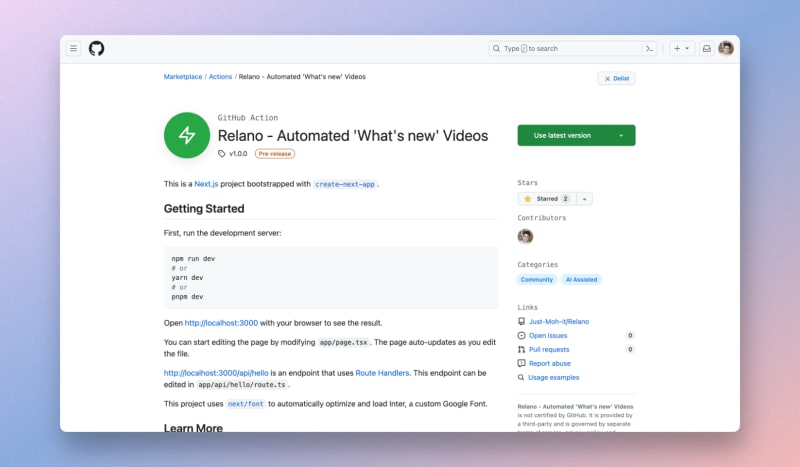 Type / to search
Marketplace / Actions / Relano - Automated 'What's new' Videos
Delist
GitHub Action
Relano - Automated 'What's new' Videos
v1.0.0 Pre-release
Use latest version
This is a Next.js project bootstrapped with create-next-app.
Getting Started
First, run the development server:
npm run dev
# or
yarn dev
# or
pnpm dev
Open http://localhost:3000 with your browser to see the result.
You can start editing the page by modifying app/page.tsx. The page auto-updates as you edit
the file.
http://localhost:3000/api/hello is an endpoint that uses Route Handlers. This endpoint can be
edited in app/api/hello/route.ts.
This project uses next/font to automatically optimize and load Inter, a custom Google Font.
Learn More
Stars
Starred 2
Contributors
Categories
Community AI Assisted
Links
Just-Moh-it/Relano
Open issues 0
Pull requests 0
Report abuse
Usage examples
Relano - Automated 'What's new' Videos
is not certified by GitHub. It is provided by
a third-party and is governed by separate